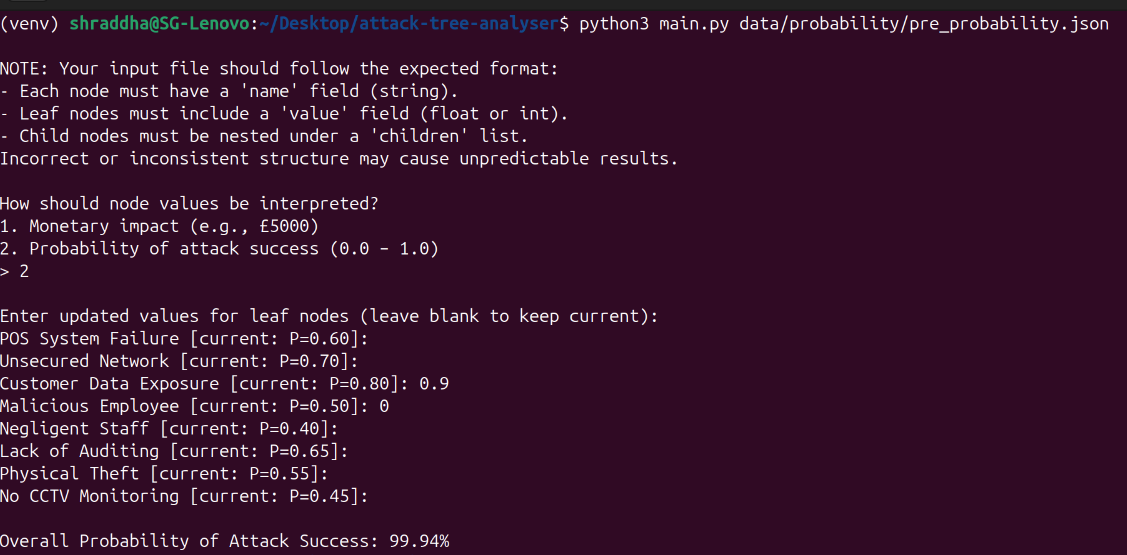 (venv) shraddha@SG-Lenovo:~/Desktop/attack-tree-analyser$ python3 main.py data/probability/pre_probability.json
NOTE: Your input file should follow the expected format:
- Each node must have a 'name' field (string).
- Leaf nodes must include a 'value' field (float or int).
- Child nodes must be nested under a 'children' list.
Incorrect or inconsistent structure may cause unpredictable results.
How should node values be interpreted?
1. Monetary impact (e.g., £5000)
2. Probability of attack success (0.0 – 1.0)
> 2
Enter updated values for leaf nodes (leave blank to keep current):
POS System Failure [current: P=0.60]:
Unsecured Network [current: P=0.70]:
Customer Data Exposure [current: P=0.80]: 0.9
Malicious Employee [current: P=0.50]: 0
Negligent Staff [current: P=0.40]:
Lack of Auditing [current: P=0.65]:
Physical Theft [current: P=0.55]:
No CCTV Monitoring [current: P=0.45]:
Overall Probability of Attack Success: 99.94%